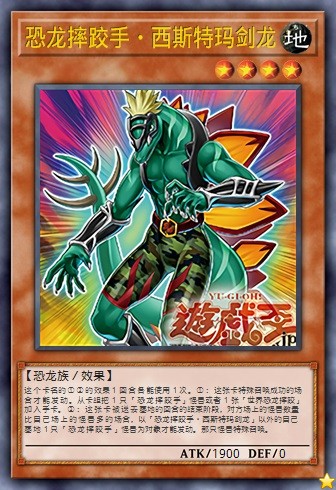 恐龙摔跤手·西斯特玛剑龙
地
YU-GI-OH!
遊戯王
.jp
【恐龙族/效果】
这个卡名的①②的效果1回合各能使用1次。①：这张卡特殊召唤成功的场
合才能发动。从卡组把1只「恐龙摔跤手」怪兽或者1张「世界恐龙摔跤」
加入手卡。②：这张卡被送去墓地的回合的结束阶段，对方场上的怪兽数量
比自己场上的怪兽多的场合，以「恐龙摔跤手·西斯特玛剑龙」以外的自己
墓地1只「恐龙摔跤手」怪兽为对象才能发动。那只怪兽特殊召唤。
ATK/1900 DEF/0